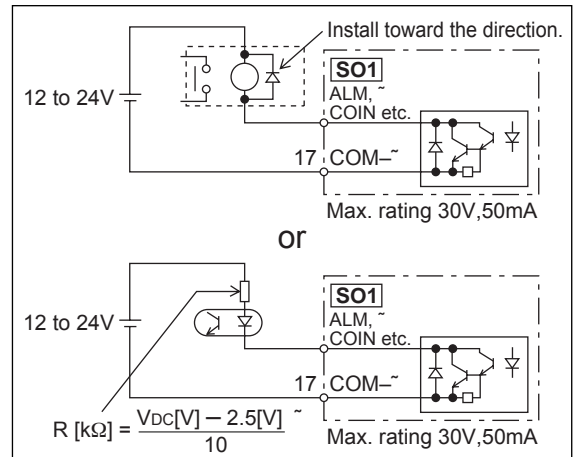 Install toward the direction.
SO1
ALM, ~
COIN etc.
12 to 24V
17 COM–~
Max. rating 30V,50mA
or
SO1
ALM, ~
COIN etc.
12 to 24V
17 COM–~
R [kΩ] = VDC[V] – 2.5[V] ~
10
Max. rating 30V,50mA